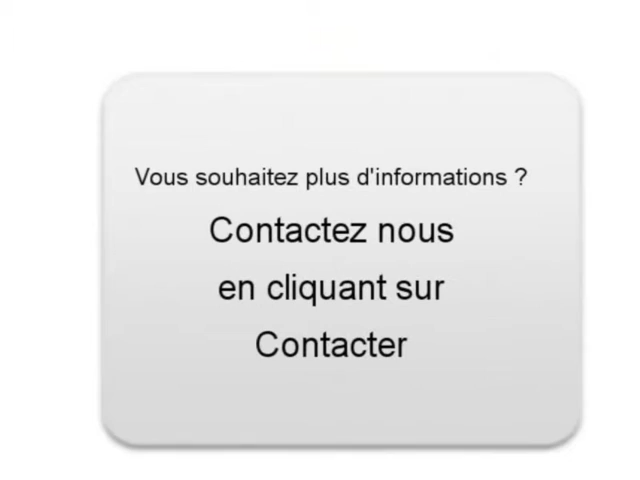 Vous souhaitez plus d'informations ?
Contactez nous
en cliquant sur
Contacter